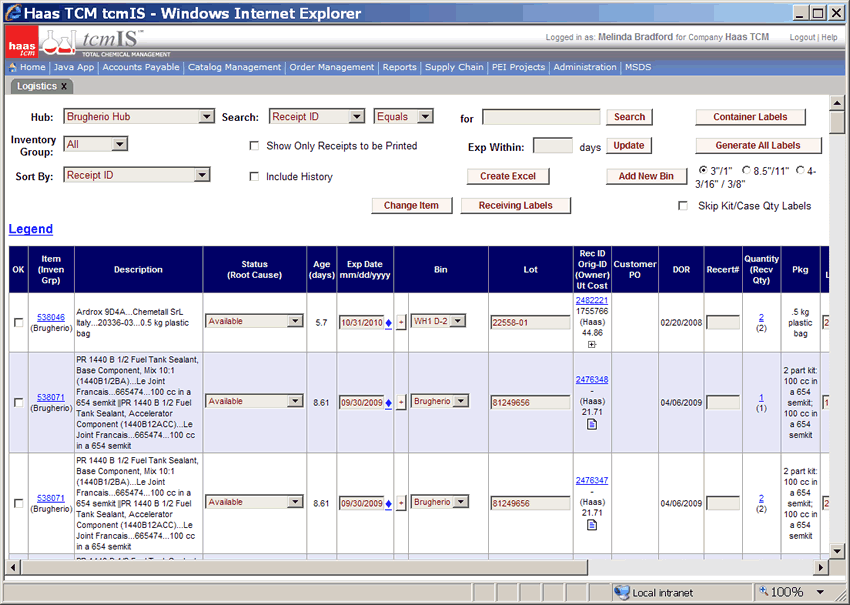 Haas TCM tcmIS - Windows Internet Explorer
haas tcm
tcmIS™
TOTAL CHEMICAL MANAGEMENT
Logged in as: Melinda Bradford for Company Haas TCM
Logout | Help
Home | Java App | Accounts Payable | Catalog Management | Order Management | Reports | Supply Chain | PEI Projects | Administration | MSDS
Logistics X
Hub: Brugherio Hub Search: Receipt ID Equals for Search Container Labels
Inventory Group: All Show Only Receipts to be Printed Exp Within: days Update Generate All Labels
Sort By: Receipt ID Include History Create Excel Add New Bin 3"/1" 8.5"/11" 4-
3/16" / 3/8"
Change Item Receiving Labels Skip Kit/Case Qty Labels
Legend
OK
Item
(Inven
Grp)
Description
Status
(Root Cause)
Age
(days)
Exp Date
mm/dd/yyyy
Bin
Lot
Rec ID
Orig-ID
(Owner)
Ut Cost
Customer
PO
DOR
Recert#
Quantity
(Recv
Qty)
Pkg
538046
(Brugherio)
Ardrox 9D4A...Chemetall SrL
Italy...20336-03...0.5 kg plastic
bag
Available
5.7
10/31/2010
+
WH1 D-2
22558-01
2482221
1755766
(Haas)
44.86
02/20/2008
2
(2)
.5 kg
plastic
bag
2
538071
(Brugherio)
PR 1440 B 1/2 Fuel Tank Sealant,
Base Component, Mix 10:1
(1440B1/2BA)...Le Joint
Francais...665474...100 cc in a
654 semkit ||PR 1440 B 1/2 Fuel
Tank Sealant, Accelerator
Component (1440B12ACC)...Le
Joint Francais...665474...100 cc
in a 654 semkit
Available
8.61
09/30/2009
+
Brugherio
81249656
2476348
-
(Haas)
21.71
04/06/2009
1
(1)
2 part kit:
100 cc in
a 654
semkit;
100 cc in
a 654
semkit
1
538071
(Brugherio)
PR 1440 B 1/2 Fuel Tank Sealant,
Base Component, Mix 10:1
(1440B1/2BA)...Le Joint
Francais...665474...100 cc in a
654 semkit ||PR 1440 B 1/2 Fuel
Tank Sealant, Accelerator
Component (1440B12ACC)...Le
Joint Francais...665474...100 cc
in a 654 semkit
Available
8.61
09/30/2009
+
Brugherio
81249656
2476347
-
(Haas)
21.71
04/06/2009
2
(2)
2 part kit:
100 cc in
a 654
semkit;
100 cc in
a 654
semkit
2
Local intranet
100%